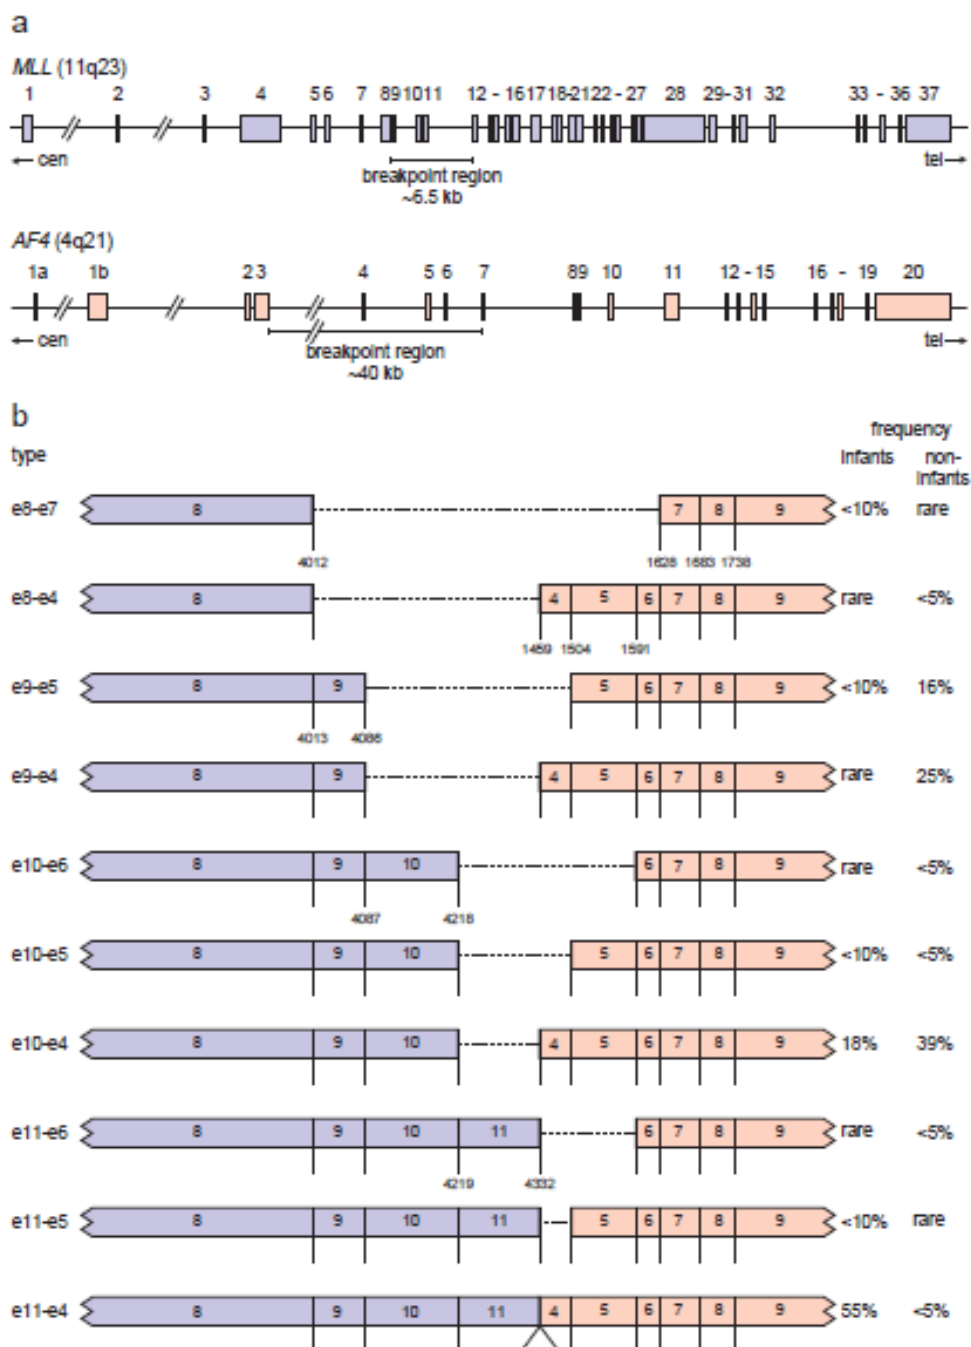 a
MLL (11q23)
1 2 3 4 5 6 7 8 9 10 11 12 - 16 17 18-21 22 - 27 28 29-31 32 33 - 36 37
←cen tel→
breakpoint region
~6.5 kb
AF4 (4q21)
1a 1b 2 3 4 5 6 7 8 9 10 11 12 - 15 16 - 19 20
←cen tel→
breakpoint region
~40 kb
b
frequency
type infants non-
infants
e8-e7 8 7 8 9 <10% rare
4012 1628 1683 1738
e8-e4 8 4 5 6 7 8 9 rare <5%
1459 1504 1591
e9-e5 8 9 5 6 7 8 9 <10% 16%
4013 4086
e9-e4 8 9 4 5 6 7 8 9 rare 25%
e10-e6 8 9 10 6 7 8 9 rare <5%
4087 4218
e10-e5 8 9 10 5 6 7 8 9 <10% <5%
e10-e4 8 9 10 4 5 6 7 8 9 18% 39%
e11-e6 8 9 10 11 6 7 8 9 rare <5%
4219 4332
e11-e5 8 9 10 11 5 6 7 8 9 <10% rare
e11-e4 8 9 10 11 4 5 6 7 8 9 55% <5%